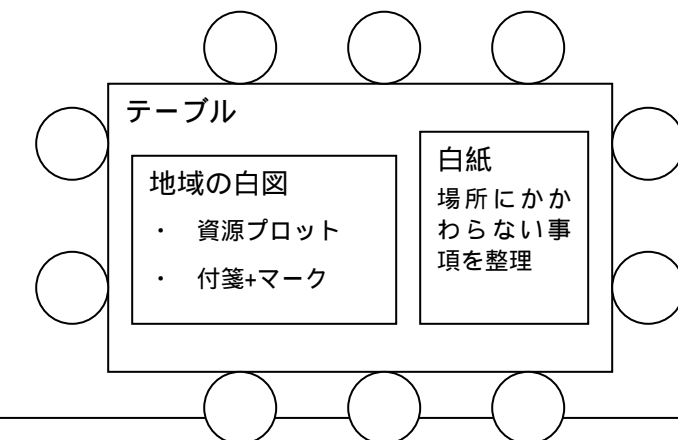 テーブル
地域の白図
・ 資源プロット
・ 付箋+マーク
白紙
場所にかか
わらない事
項を整理